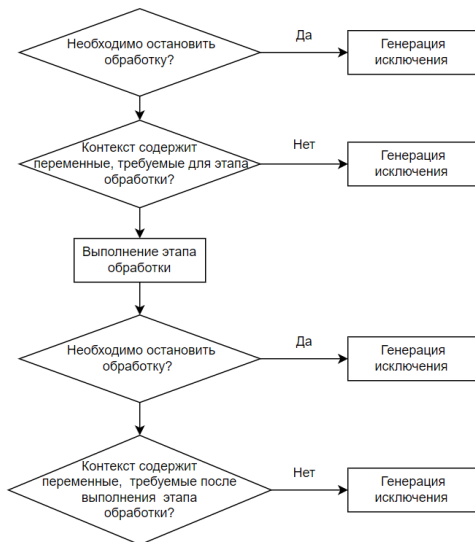 Необходимо остановить
обработку?
Да
Генерация
исключения
Контекст содержит
переменные, требуемые для этапа
обработки?
Нет
Генерация
исключения
Выполнение этапа
обработки
Необходимо остановить
обработку?
Да
Генерация
исключения
Контекст содержит
переменные, требуемые после
выполнения этапа
обработки?
Нет
Генерация
исключения